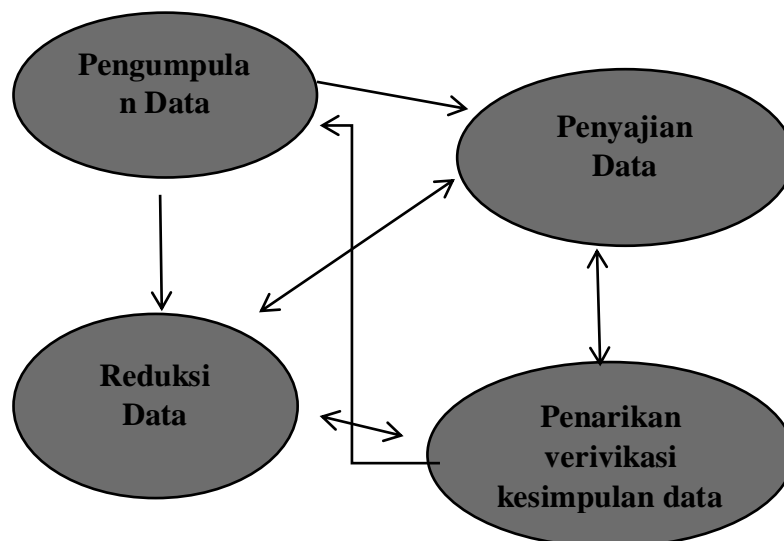 Pengumpula
n Data
Penyajian
Data
Reduksi
Data
Penarikan
verivikasi
kesimpulan data